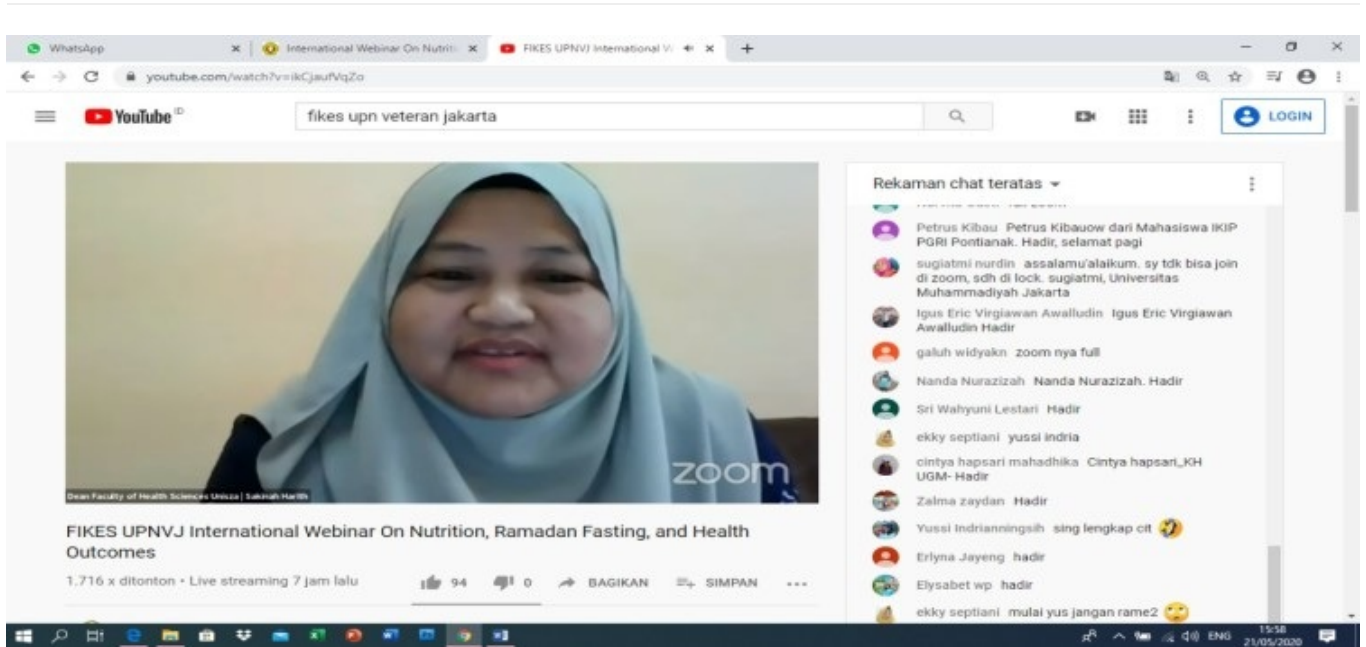 WhatsApp
International Webinar On Nutriti
FIKES UPNVJ International W
youtube.com/watch?v=ikCjaufVqZo
YouTube ID
fikes upn veteran jakarta
LOGIN
zoom
Dean Faculty of Health Sciences Unisza | Sakinah Harith
FIKES UPNVJ International Webinar On Nutrition, Ramadan Fasting, and Health
Outcomes
1.716 x ditonton • Live streaming 7 jam lalu
94
0
BAGIKAN
SIMPAN
Rekaman chat teratas
Petrus Kibau Petrus Kibauow dari Mahasiswa IKIP
PGRI Pontianak. Hadir, selamat pagi
sugiatmi nurdin assalamu'alaikum. sy tdk bisa join
di zoom, sdh di lock. sugiatmi, Universitas
Muhammadiyah Jakarta
Igus Eric Virgiawan Awalludin Igus Eric Virgiawan
Awalludin Hadir
galuh widyakn zoom nya full
Nanda Nurazizah Nanda Nurazizah. Hadir
Sri Wahyuni Lestari Hadir
ekky septiani yussi indria
cintya hapsari mahadhika Cintya hapsari_KH
UGM- Hadir
Zalma zaydan Hadir
Yussi Indrianningsih sing lengkap cit 🤣
Erlyna Jayeng hadir
Elysabet wp hadir
ekky septiani mulai yus jangan rame2 🙄
ENG
15:58
21/05/2020